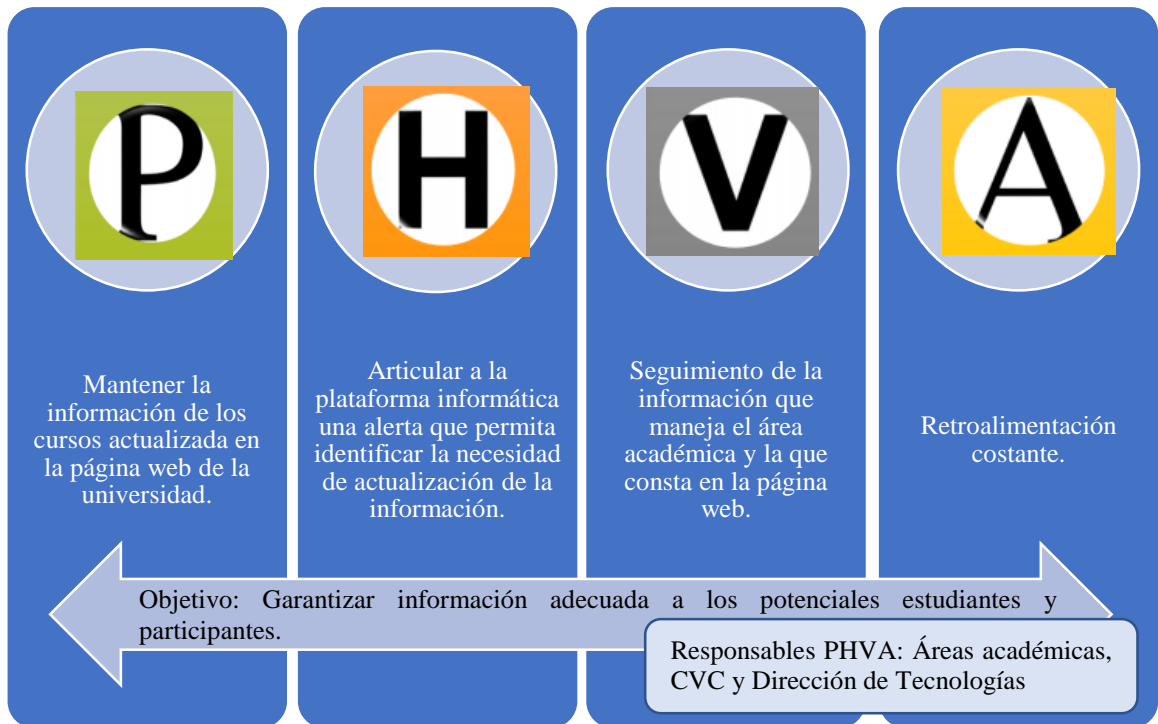 P
H
V
A
Mantener la
información de los
cursos actualizada en
la página web de la
universidad.
Articular a la
plataforma informática
una alerta que permita
identificar la necesidad
de actualización de la
información.
Seguimiento de la
información que
maneja el área
académica y la que
consta en la página
web.
Retroalimentación
costante.
Objetivo: Garantizar información adecuada a los potenciales estudiantes y
participantes.
Responsables PHVA: Áreas académicas,
CVC y Dirección de Tecnologías